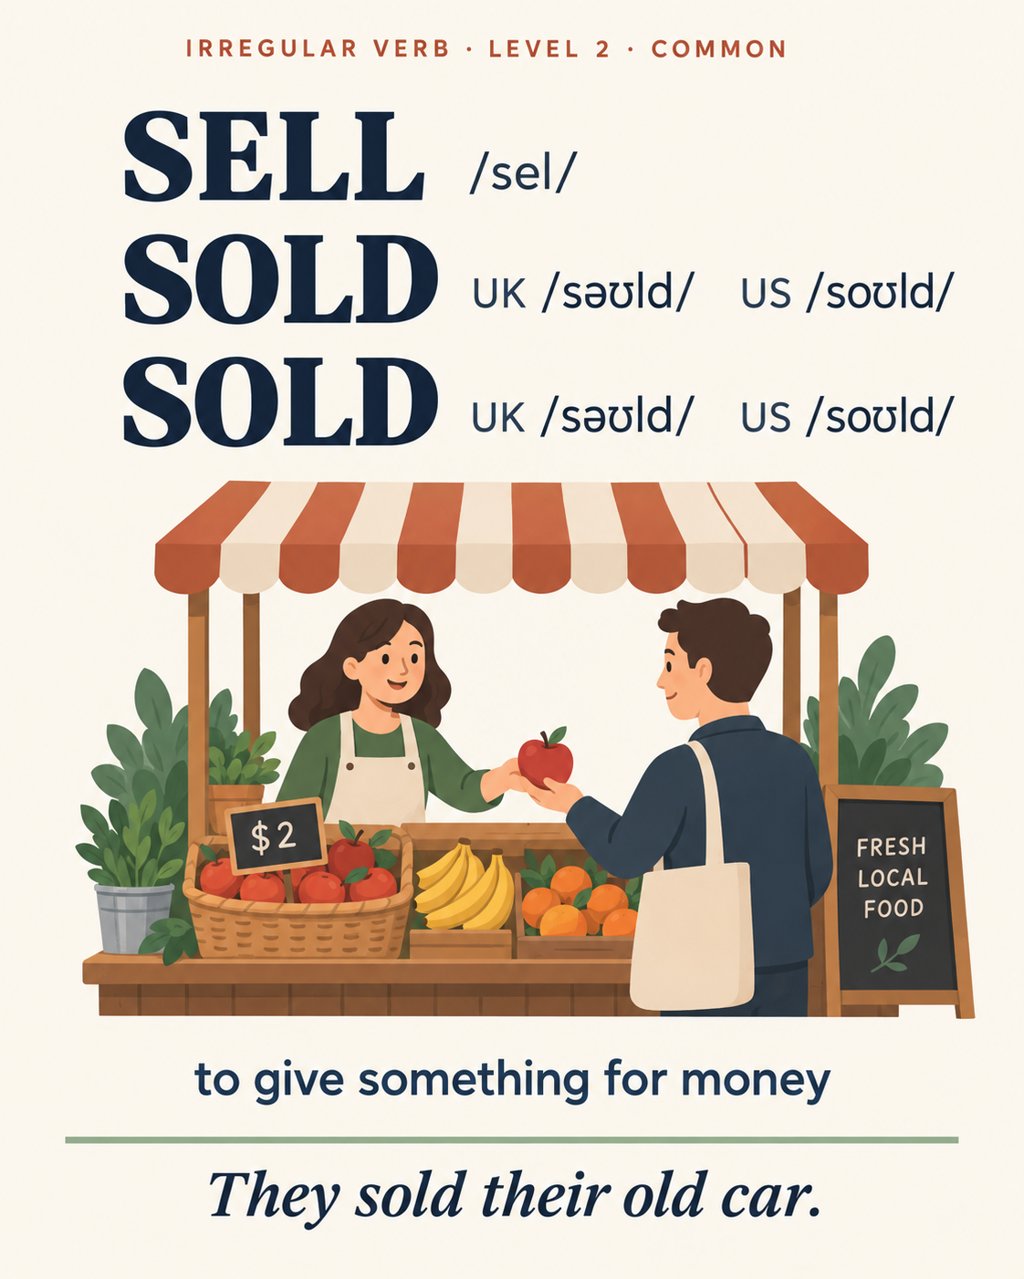 IRREGULAR VERB · LEVEL 2 · COMMON
SELL /sel/
SOLD UK /səʊld/ US /soʊld/
SOLD UK /səʊld/ US /soʊld/
$2
FRESH
LOCAL
FOOD
to give something for money
They sold their old car.